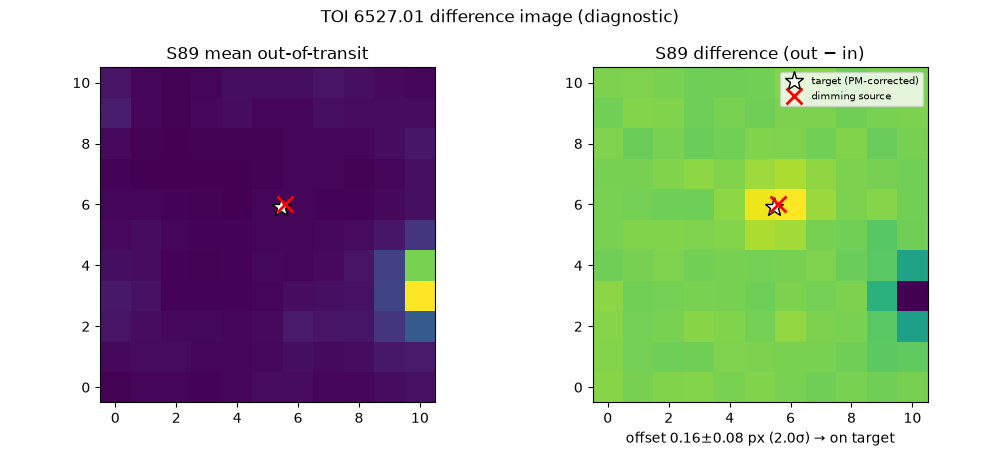 TOI 6527.01 difference image (diagnostic)
S89 mean out-of-transit
10
8
6
4
2
0
0 2 4 6 8 10
S89 difference (out − in)
target (PM-corrected)
dimming source
10
8
6
4
2
0
0 2 4 6 8 10
offset 0.16±0.08 px (2.0σ) → on target